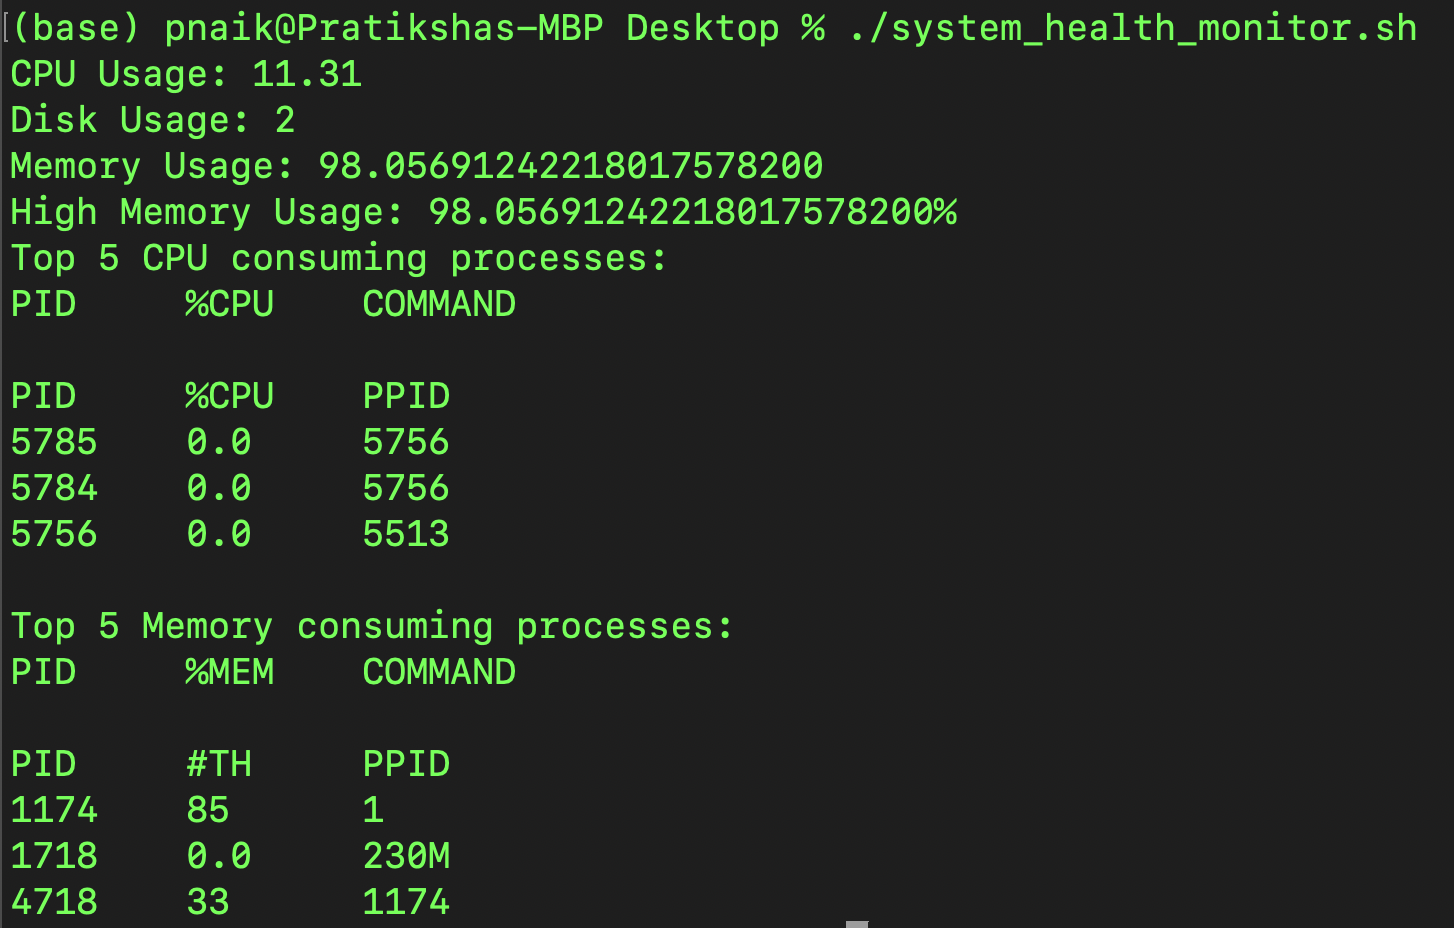 [(base) pnaik@Pratikshas-MBP Desktop % ./system_health_monitor.sh
CPU Usage: 11.31
Disk Usage: 2
Memory Usage: 98.05691242218017578200
High Memory Usage: 98.05691242218017578200%
Top 5 CPU consuming processes:
PID %CPU COMMAND
PID %CPU PPID
5785 0.0 5756
5784 0.0 5756
5756 0.0 5513
Top 5 Memory consuming processes:
PID %MEM COMMAND
PID #TH PPID
1174 85 1
1718 0.0 230M
4718 33 1174